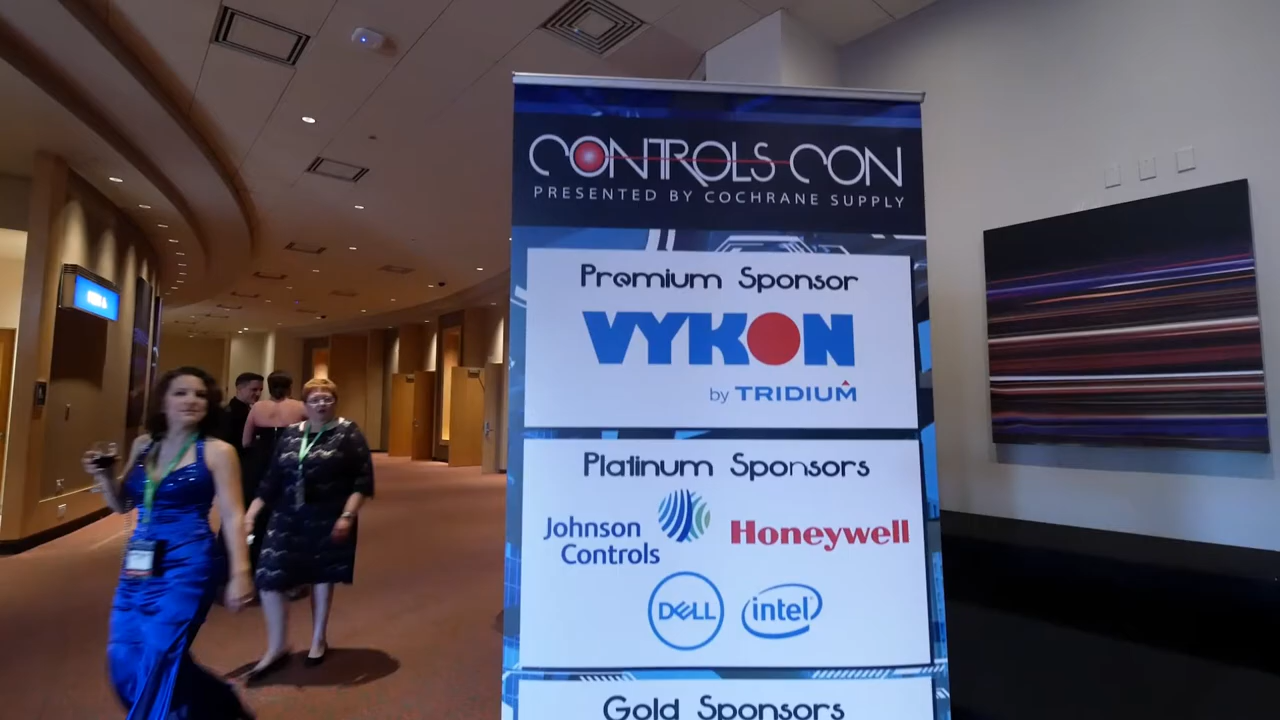 CONTROLS CON
PRESENTED BY COCHRANE SUPPLY
Premium Sponsor
VYKON
by TRIDIUM
Platinum Sponsors
Johnson
Controls
Honeywell
DELL
intel
Gold Sponsors